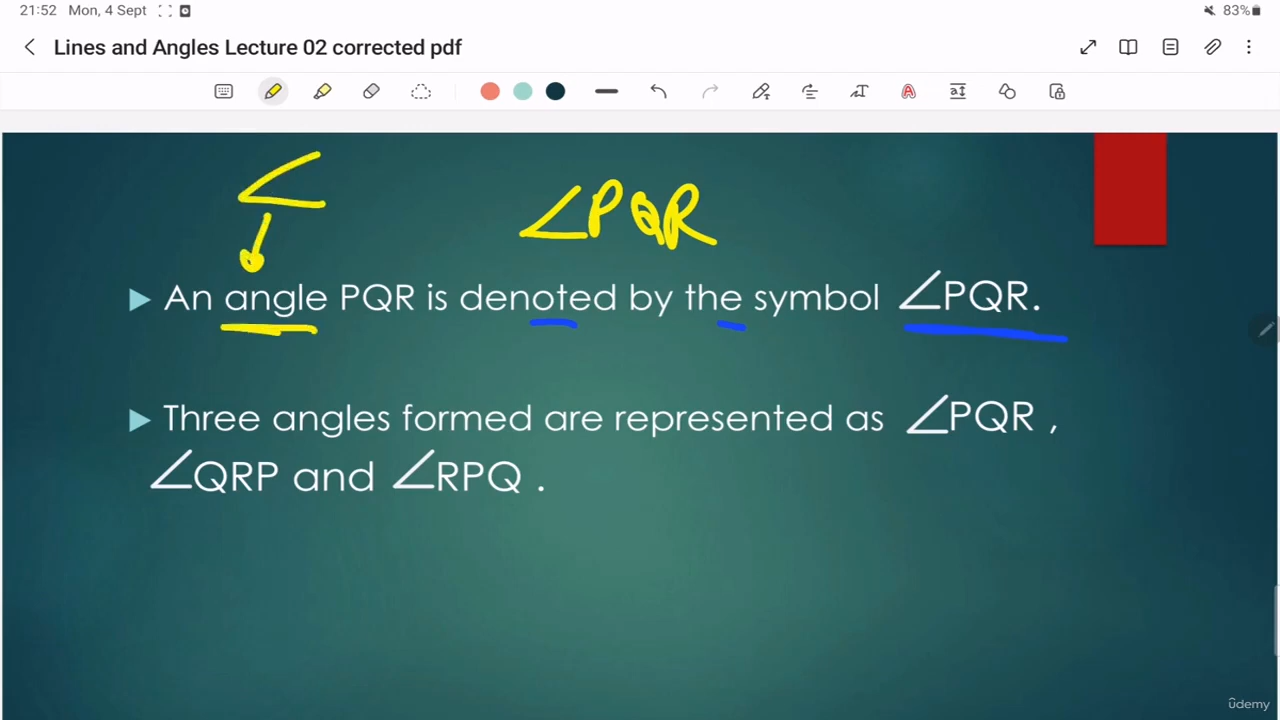 21:52 Mon, 4 Sept 83%
Lines and Angles Lecture 02 corrected pdf
∠
∠PQR
An angle PQR is denoted by the symbol ∠PQR.
Three angles formed are represented as ∠PQR ,
∠QRP and ∠RPQ .
ûdemy